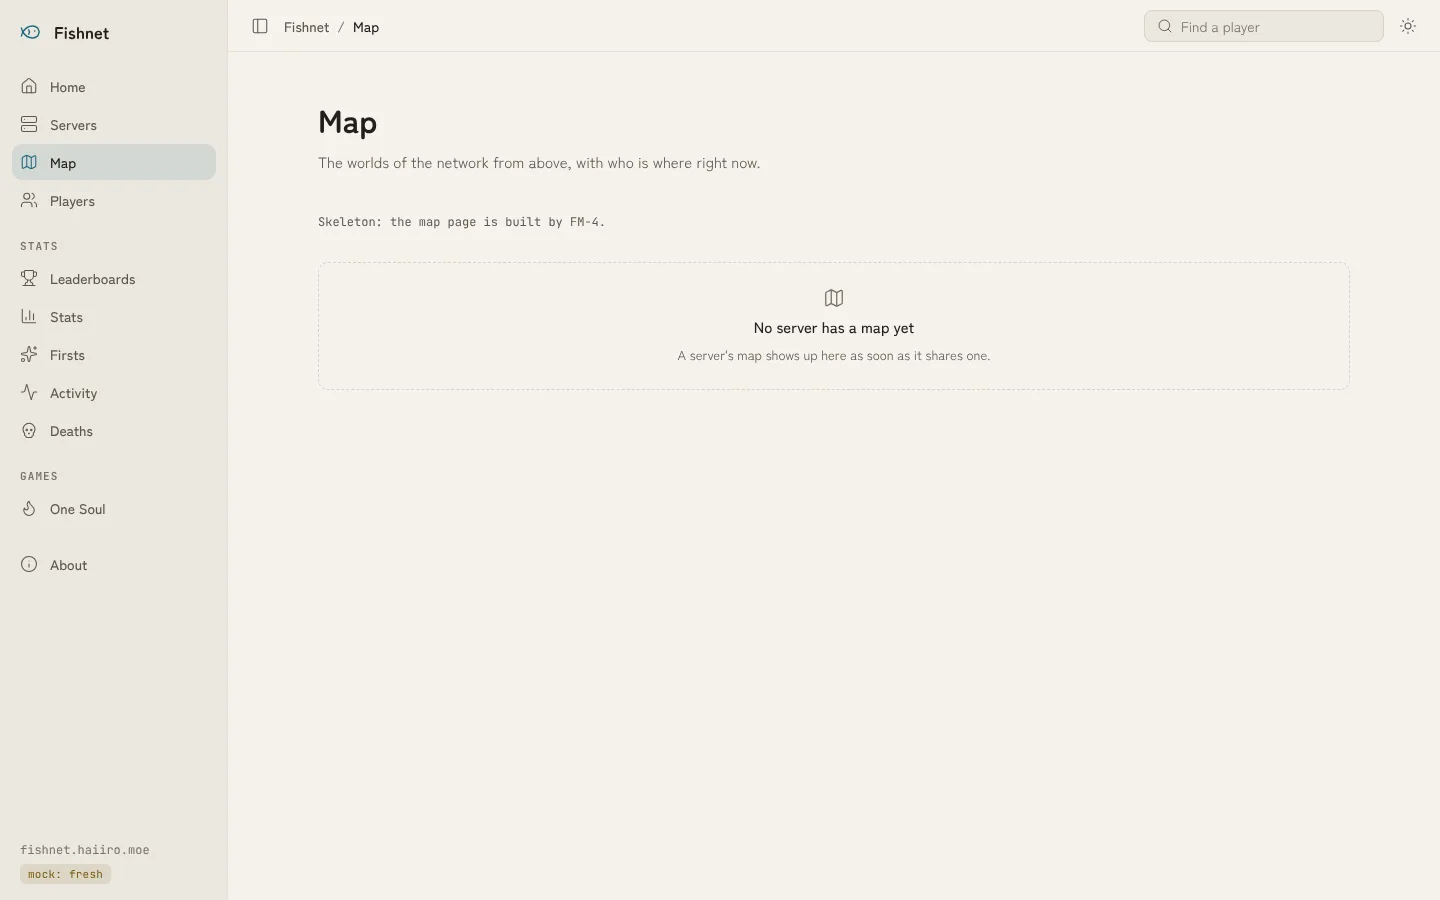 Fishnet
Home
Servers
Map
Players
STATS
Leaderboards
Stats
Firsts
Activity
Deaths
GAMES
One Soul
About
fishnet.haiiro.moe
mock: fresh
Fishnet / Map
Find a player
Map
The worlds of the network from above, with who is where right now.
Skeleton: the map page is built by FM-4.
No server has a map yet
A server's map shows up here as soon as it shares one.